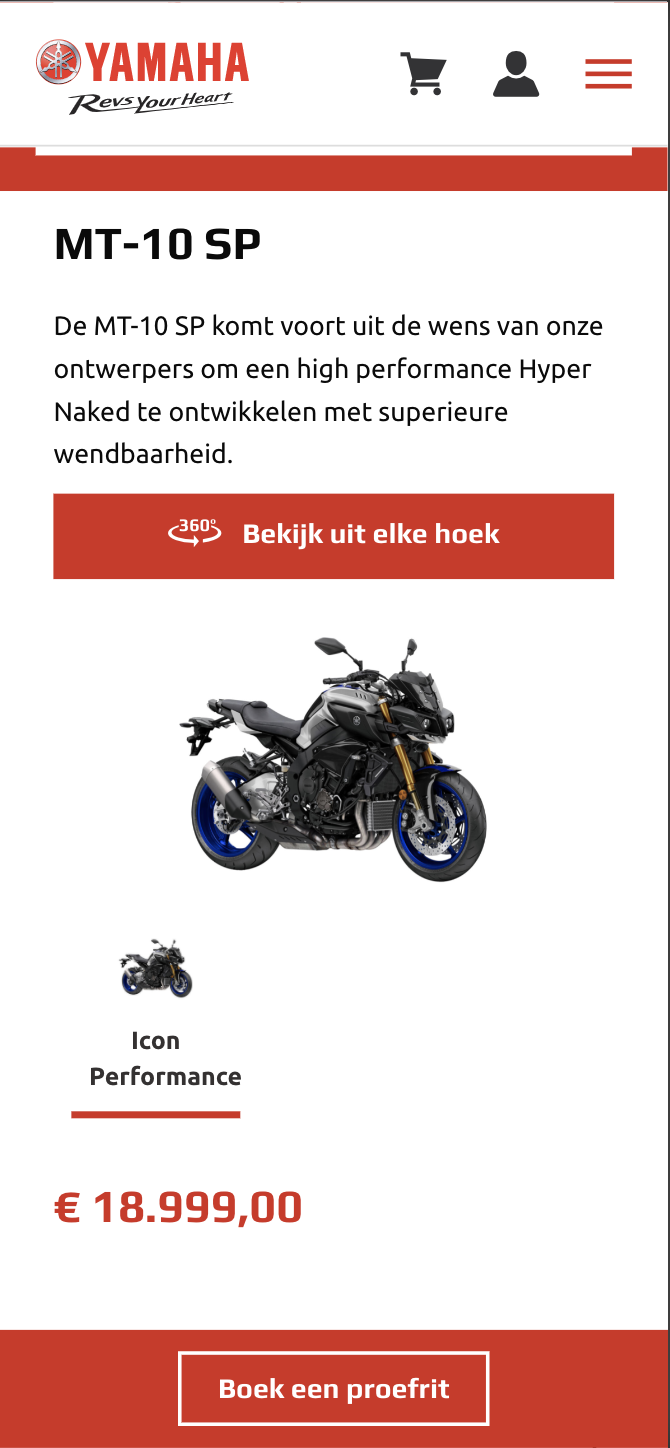 YAMAHA
Revs Your Heart
MT-10 SP
De MT-10 SP komt voort uit de wens van onze
ontwerpers om een high performance Hyper
Naked te ontwikkelen met superieure
wendbaarheid.
360° Bekijk uit elke hoek
Icon
Performance
€ 18.999,00
Boek een proefrit